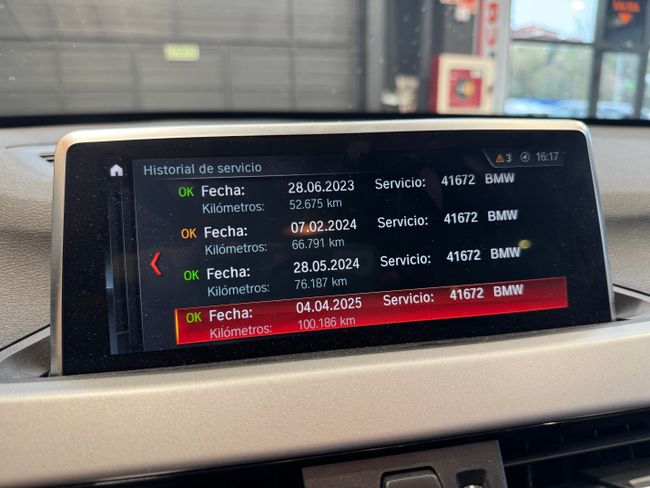 Historial de servicio
3 16:17
OK Fecha: 28.06.2023 Servicio: 41672 BMW
Kilómetros: 52.675 km
OK Fecha: 07.02.2024 Servicio: 41672 BMW
Kilómetros: 66.791 km
OK Fecha: 28.05.2024 Servicio: 41672 BMW
Kilómetros: 76.187 km
OK Fecha: 04.04.2025 Servicio: 41672 BMW
Kilómetros: 100.186 km